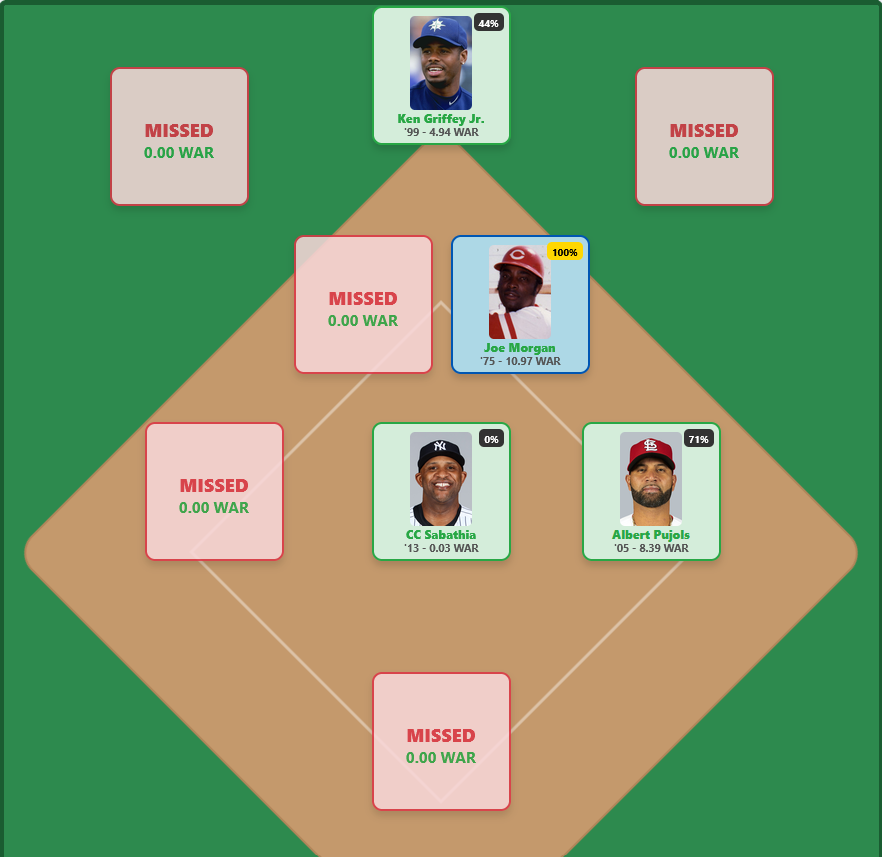 44%
Ken Griffey Jr.
'99 - 4.94 WAR
MISSED
0.00 WAR
MISSED
0.00 WAR
MISSED
0.00 WAR
100%
C
Joe Morgan
'75 - 10.97 WAR
MISSED
0.00 WAR
0%
NY
CC Sabathia
'13 - 0.03 WAR
71%
STL
Albert Pujols
'05 - 8.39 WAR
MISSED
0.00 WAR